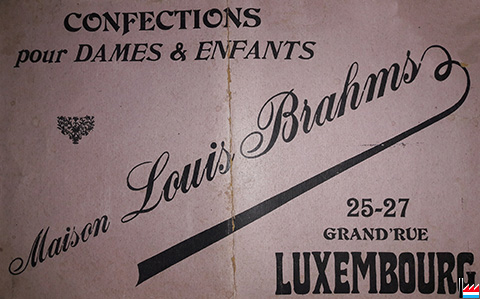 CONFECTIONS
pour DAMES & ENFANTS
Maison Louis Brahms
25-27
GRAND'RUE
LUXEMBOURG